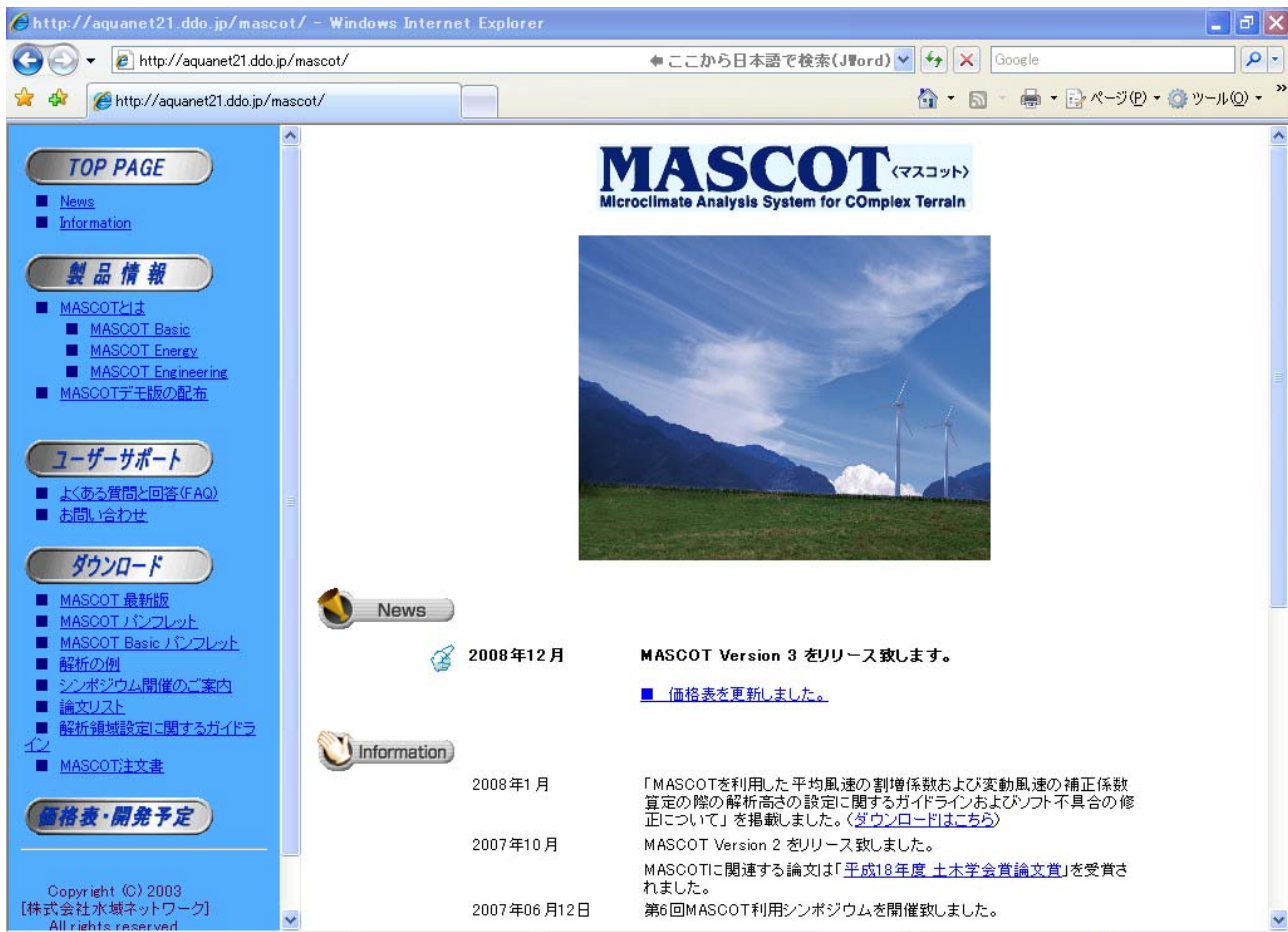 http://aquanet21.ddo.jp/mascot/ - Windows Internet Explorer
http://aquanet21.ddo.jp/mascot/
ここから日本語で検索(JWord)
Google
http://aquanet21.ddo.jp/mascot/
ページ(P)
ツール(O)
TOP PAGE
News
Information
製品情報
MASCOTとは
MASCOT Basic
MASCOT Energy
MASCOT Engineering
MASCOTデモ版の配布
ユーザーサポート
よくある質問と回答(FAQ)
お問い合わせ
ダウンロード
MASCOT 最新版
MASCOT パンフレット
MASCOT Basic パンフレット
解析の例
シンポジウム開催のご案内
論文リスト
解析領域設定に関するガイドラ
イン
MASCOT注文書
価格表・開発予定
Copyright (C) 2003
[株式会社水域ネットワーク]
All rights reserved
MASCOT〈マスコット〉
Microclimate Analysis System for COmplex Terrain
News
2008年12月 MASCOT Version 3 をリリース致します。
■ 価格表を更新しました。
Information
2008年1月 「MASCOTを利用した平均風速の割増係数および変動風速の補正係数
算定の際の解析高さの設定に関するガイドラインおよびソフト不具合の修
正について」を掲載しました。(ダウンロードはこちら)
2007年10月 MASCOT Version 2 をリリース致しました。
MASCOTに関連する論文は「平成18年度 土木学会賞論文賞」を受賞さ
れました。
2007年06月12日 第6回MASCOT利用シンポジウムを開催致しました。